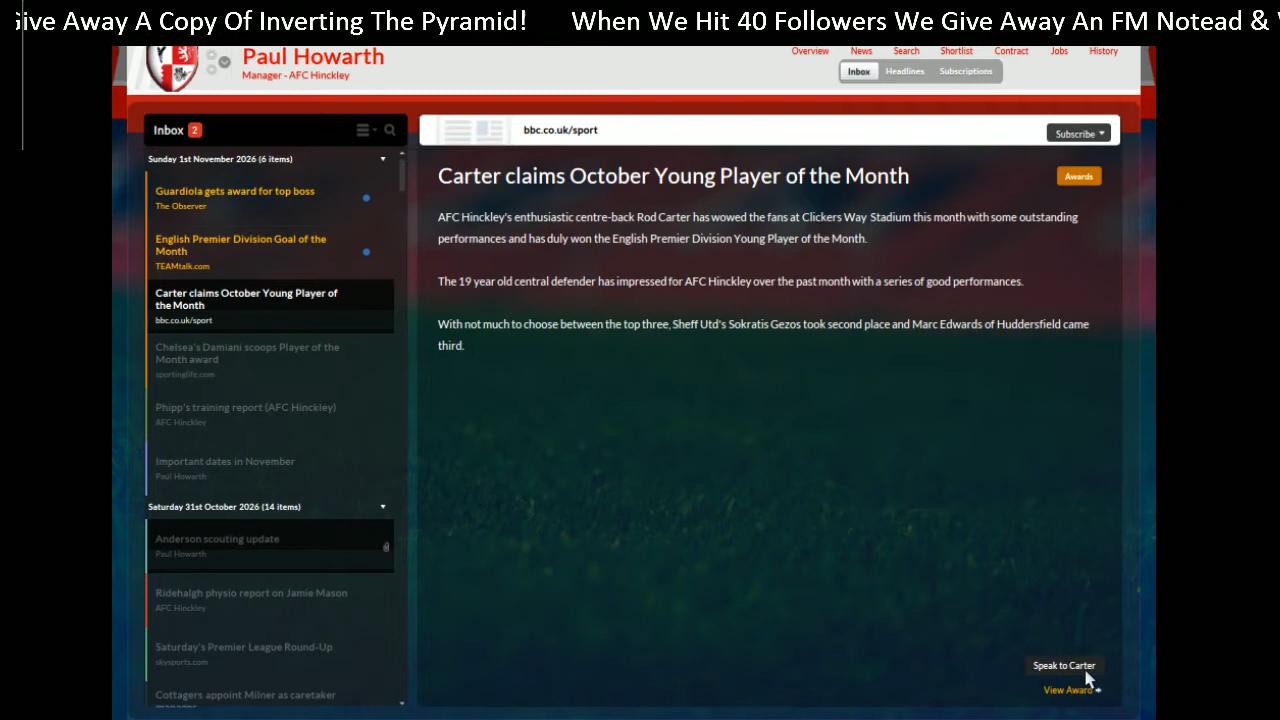 ive Away A Copy Of Inverting The Pyramid! When We Hit 40 Followers We Give Away An FM Notead &
Paul Howarth
Manager - AFC Hinckley
Overview News Search Shortlist Contract Jobs History
Inbox Headlines Subscriptions
Inbox 2
bbc.co.uk/sport
Subscribe
Sunday 1st November 2026 (6 items)
Guardiola gets award for top boss
The Observer
English Premier Division Goal of the
Month
TEAMtalk.com
Carter claims October Young Player of
the Month
bbc.co.uk/sport
Chelsea's Damiani scoops Player of the
Month award
sportinglife.com
Phipp's training report (AFC Hinckley)
AFC Hinckley
Important dates in November
Paul Howarth
Saturday 31st October 2026 (14 items)
Anderson scouting update
Paul Howarth
Ridehalgh physio report on Jamie Mason
AFC Hinckley
Saturday's Premier League Round-Up
skysports.com
Cottagers appoint Milner as caretaker
Carter claims October Young Player of the Month
Awards
AFC Hinckley's enthusiastic centre-back Rod Carter has wowed the fans at Clickers Way Stadium this month with some outstanding
performances and has duly won the English Premier Division Young Player of the Month.
The 19 year old central defender has impressed for AFC Hinckley over the past month with a series of good performances.
With not much to choose between the top three, Sheff Utd's Sokratis Gezos took second place and Marc Edwards of Huddersfield came
third.
Speak to Carter
View Award